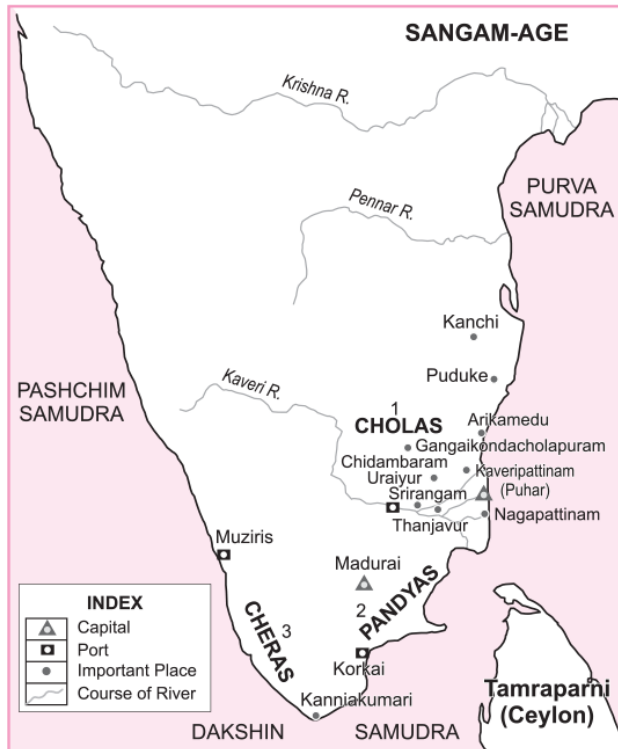 SANGAM-AGE
Krishna R.
PURVA
SAMUDRA
Pennar R.
Kanchi
Puduke
PASHCHIM
SAMUDRA
Kaveri R.
1
CHOLAS
Arikamedu
Gangaikondacholapuram
Chidambaram
Kaveripattinam
(Puhar)
Uraiyur
Srirangam
Thanjavur
Nagapattinam
Muziris
Madurai
2
PANDYAS
3
CHERAS
Korkai
Kanniakumari
INDEX
Capital
Port
Important Place
Course of River
Tamraparni
(Ceylon)
DAKSHIN
SAMUDRA